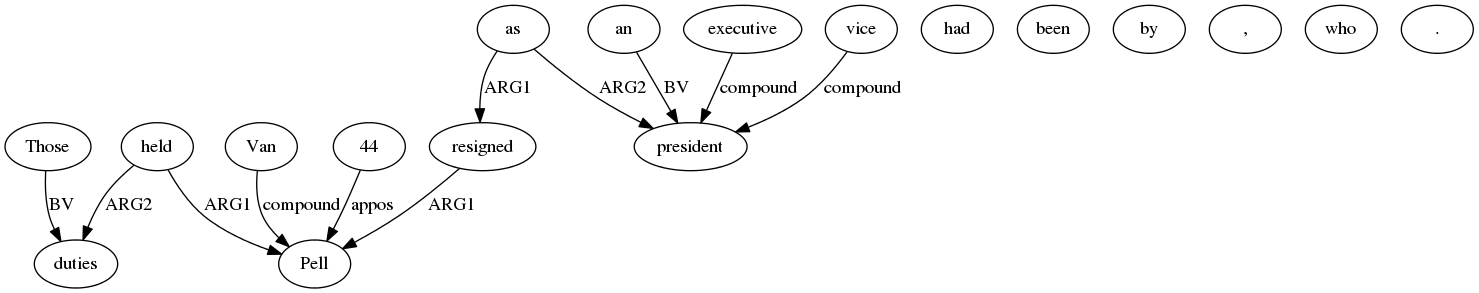 as an executive vice had been by , who .
ARG1 ARG2 BV compound compound
Those held Van 44 resigned president
BV ARG2 ARG1 compound appos ARG1
duties Pell